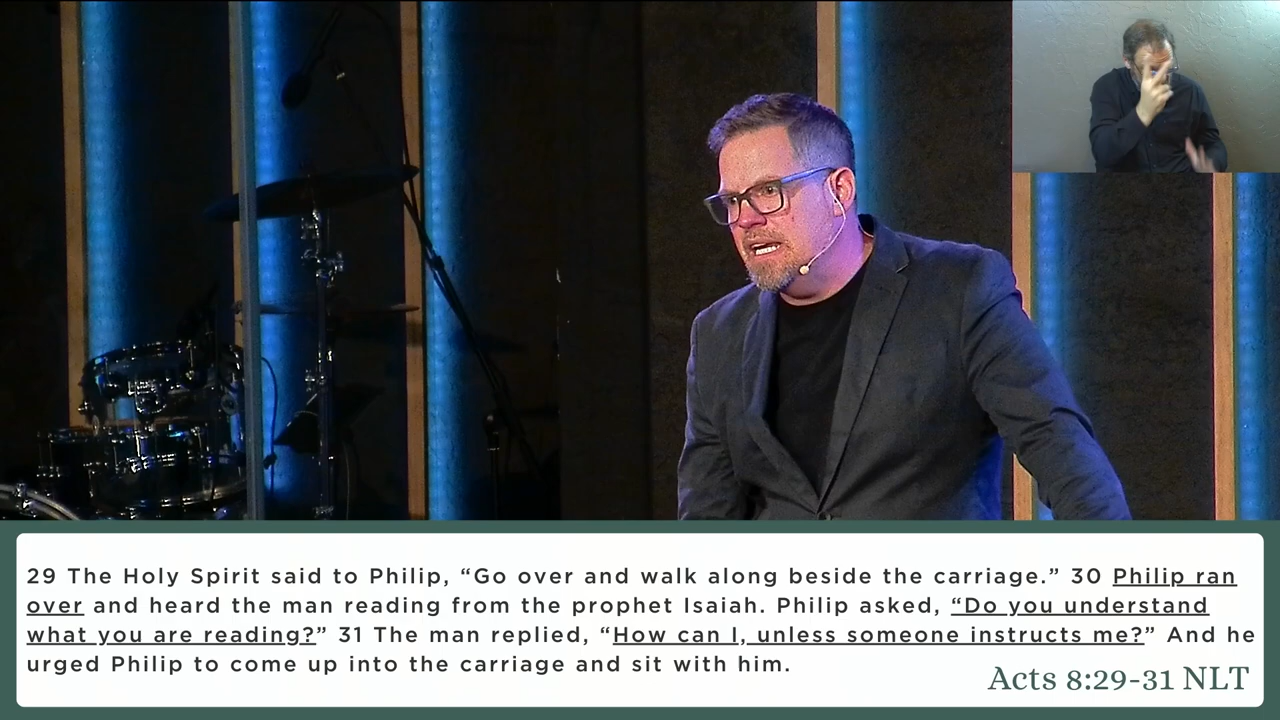 29 The Holy Spirit said to Philip, “Go over and walk along beside the carriage.” 30 Philip ran
over and heard the man reading from the prophet Isaiah. Philip asked, “Do you understand
what you are reading?” 31 The man replied, “How can I, unless someone instructs me?” And he
urged Philip to come up into the carriage and sit with him.
Acts 8:29-31 NLT